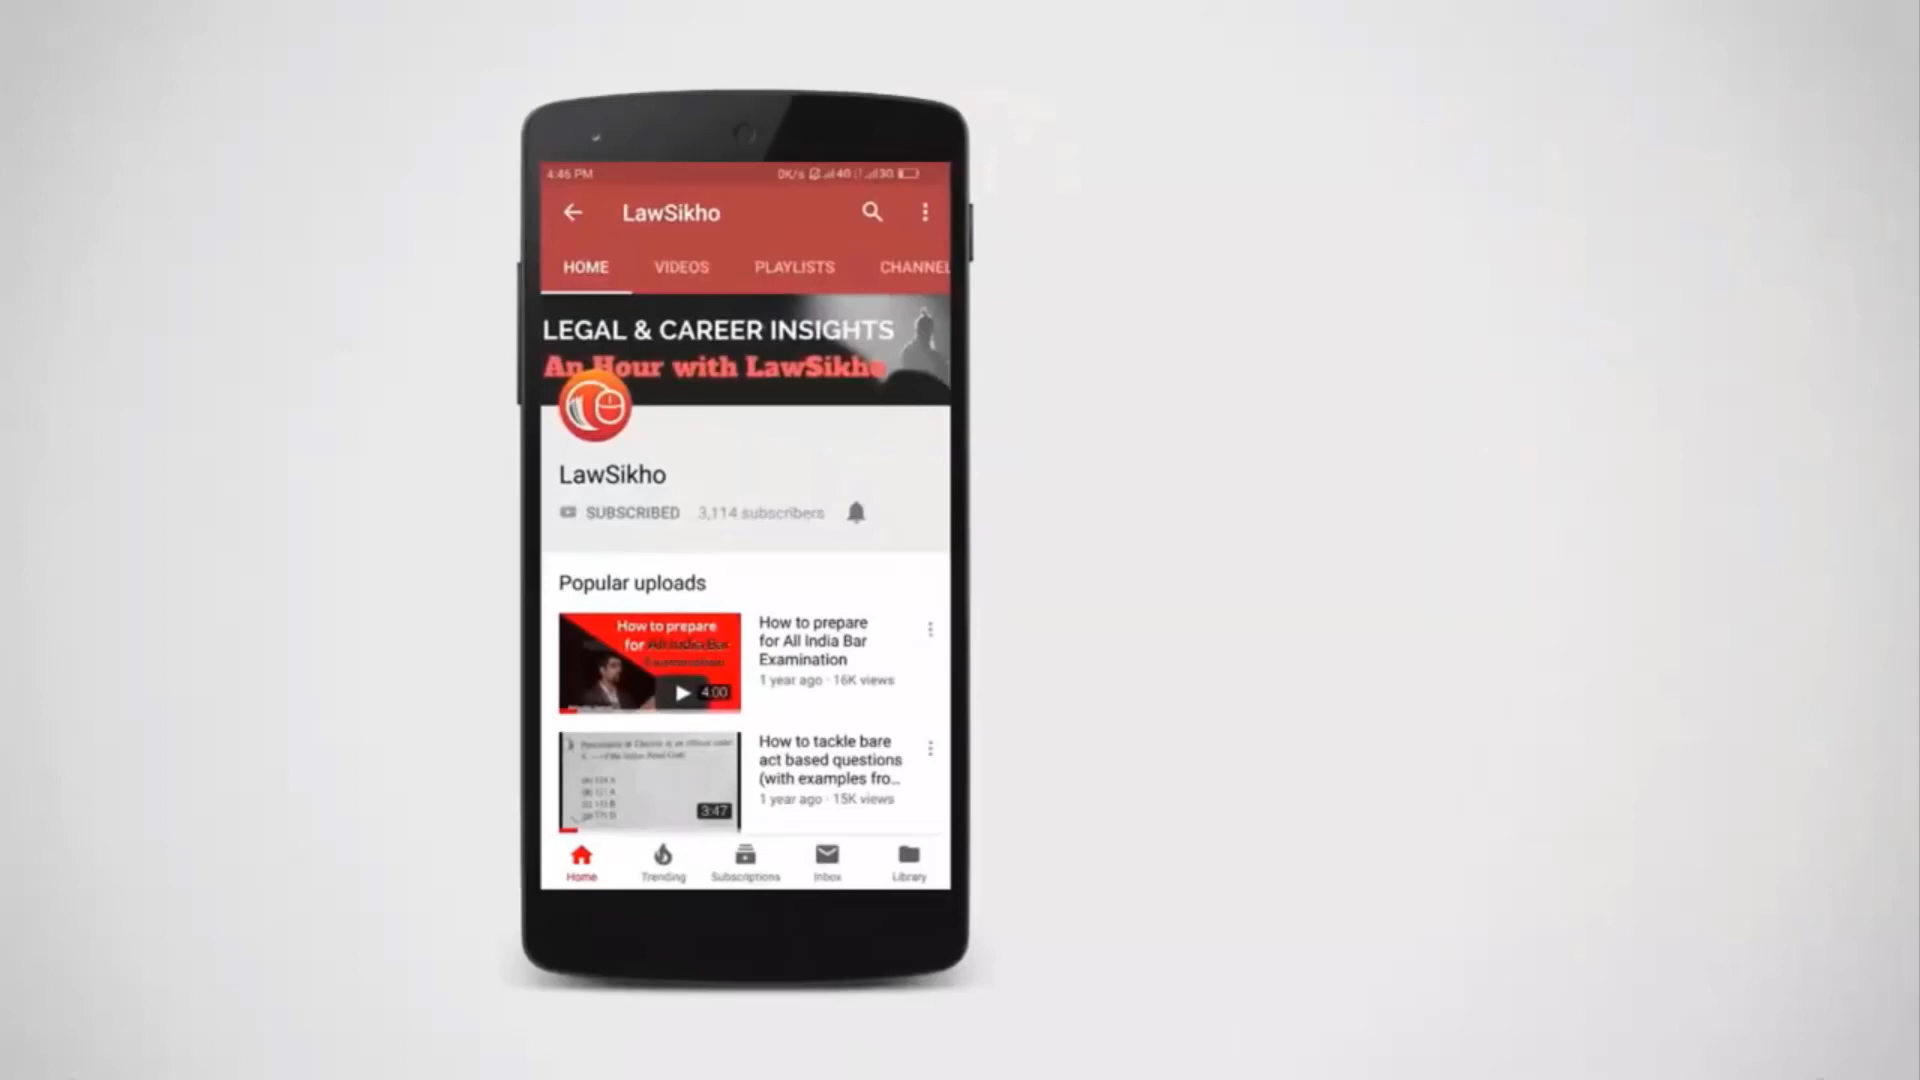 4:46 PM 0K/s 4G 3G
LawSikho
HOME VIDEOS PLAYLISTS CHANNEL
LEGAL & CAREER INSIGHTS
An Hour with LawSikho
LawSikho
SUBSCRIBED 3,114 subscribers
Popular uploads
How to prepare
for All India Bar
Examination
4:00
How to prepare
for All India Bar
Examination
1 year ago · 16K views
3:47
How to tackle bare
act based questions
(with examples fro...
1 year ago · 15K views
Home Trending Subscriptions Inbox Library